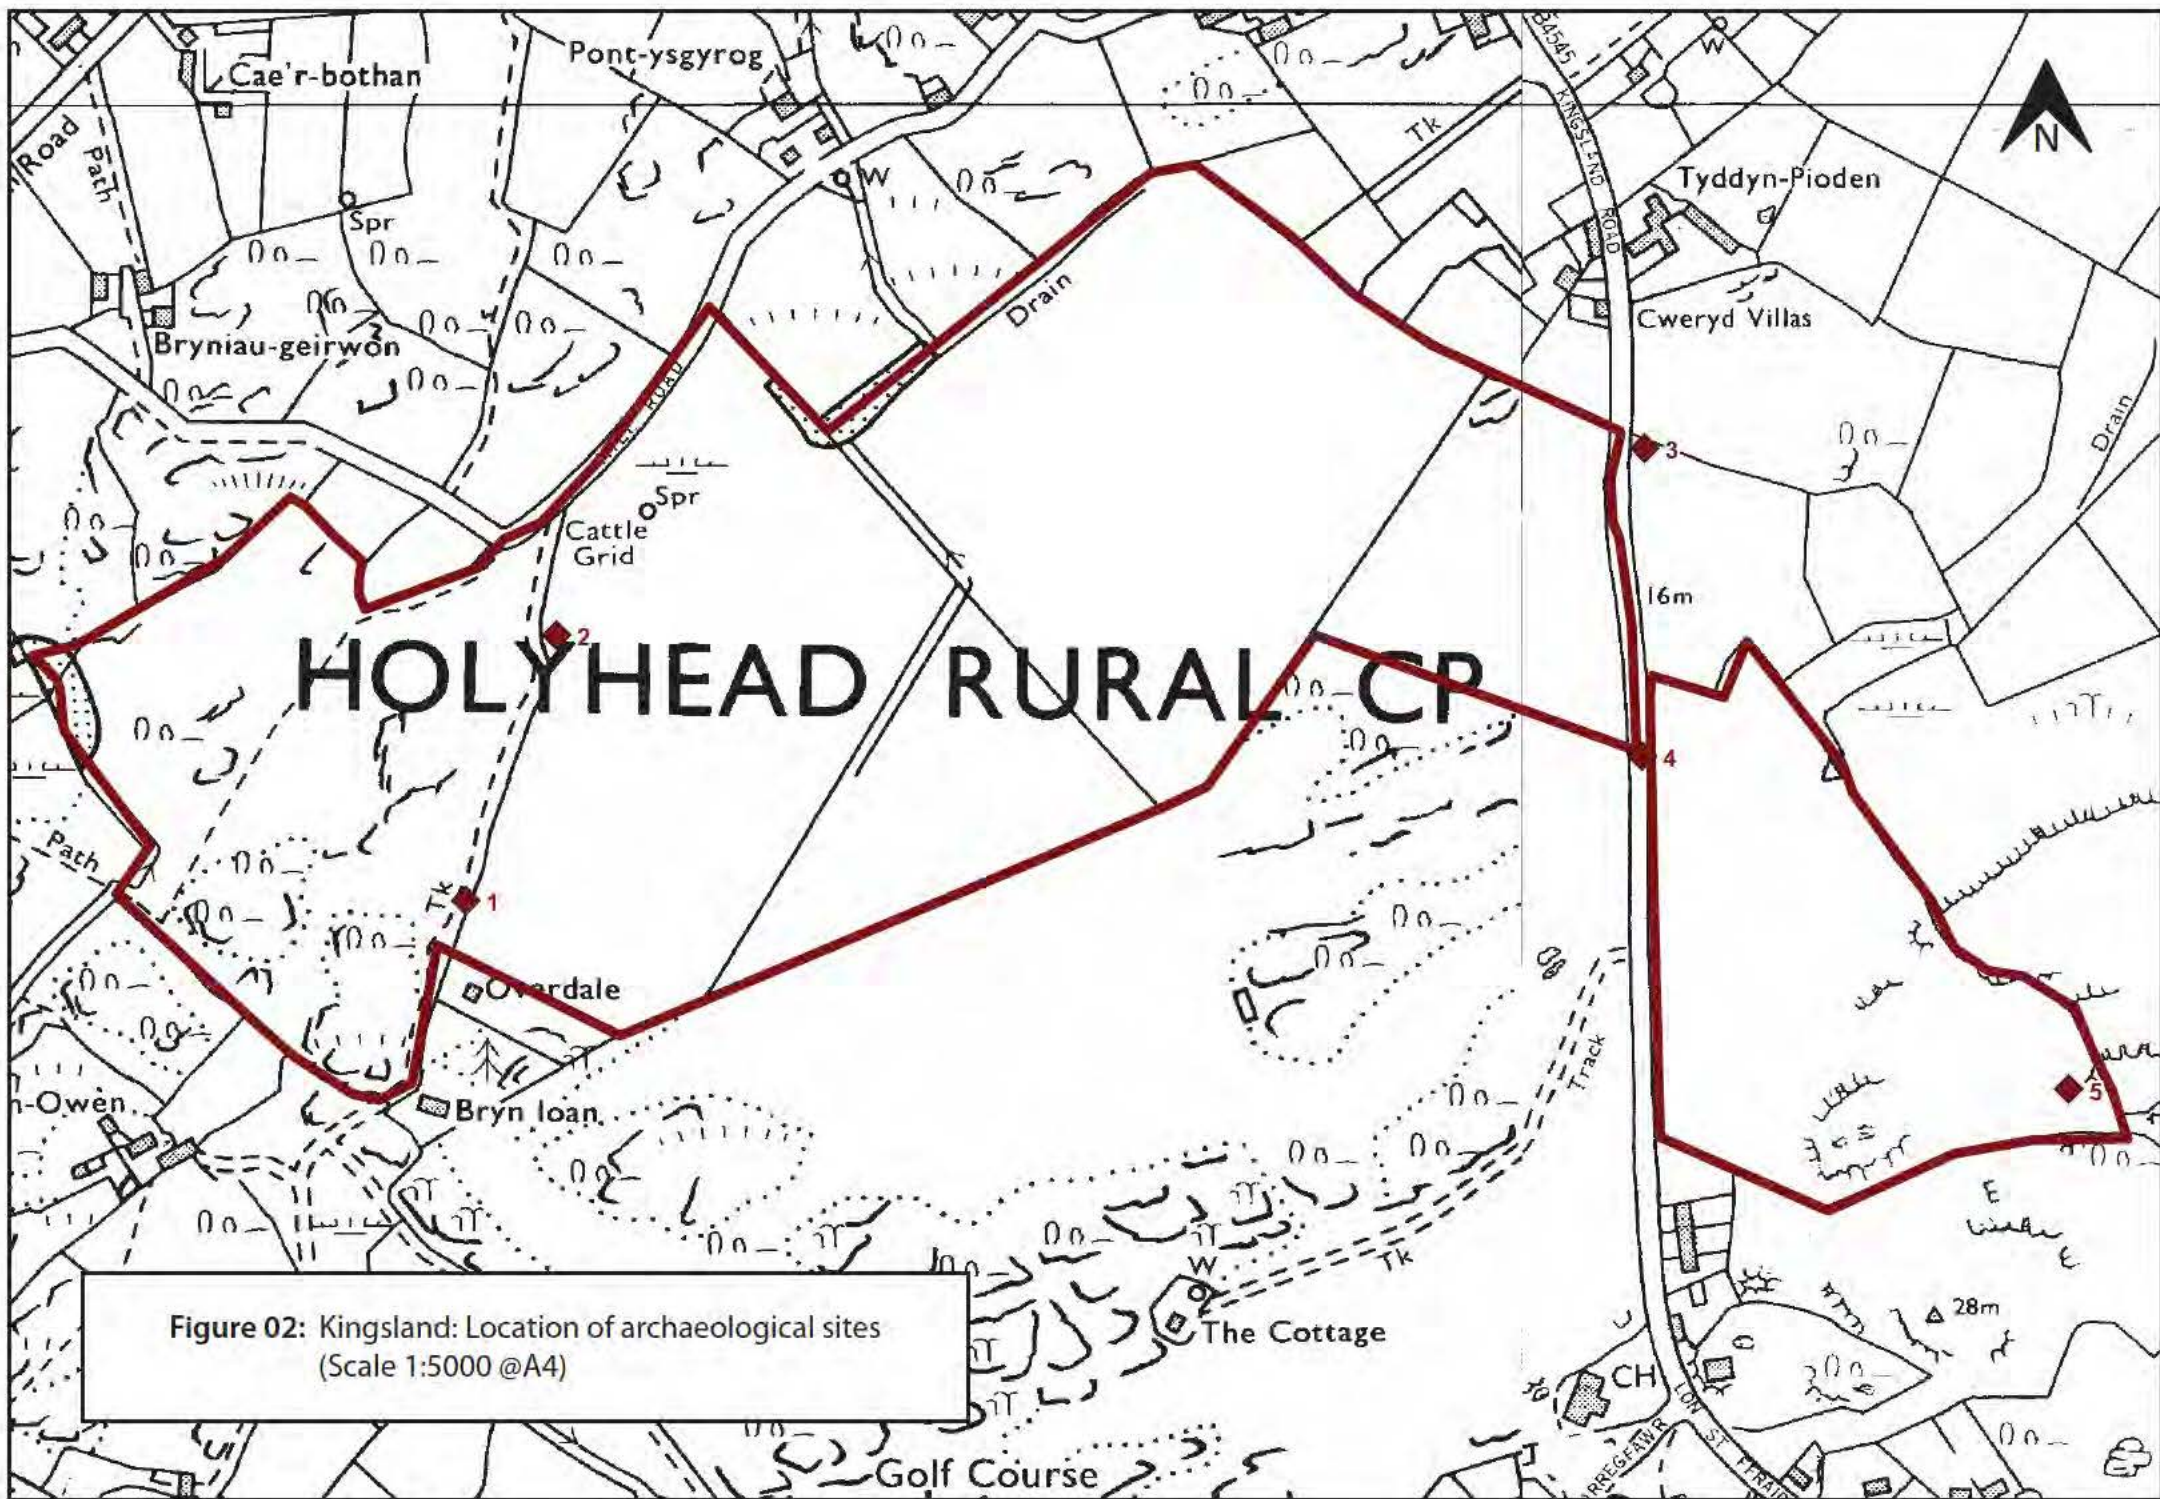 B4545
W
Pont-ysgyrog
Cae'r-bothan
N
Road
Path
Tk
KINGSLAND ROAD
W
Tyddyn-Pioden
Spr
Drain
Cweryd Villas
Bryniau-geirwon
ROAD
Drain
3
Spr
Cattle
Grid
16m
2
HOLYHEAD RURAL CP
4
Path
Tk
1
Overdale
Track
5
n-Owen
Bryn Ioan
Tk
W
28m
The Cottage
Figure 02: Kingsland: Location of archaeological sites
(Scale 1:5000 @A4)
CH
LON ST FFRAID
Golf Course